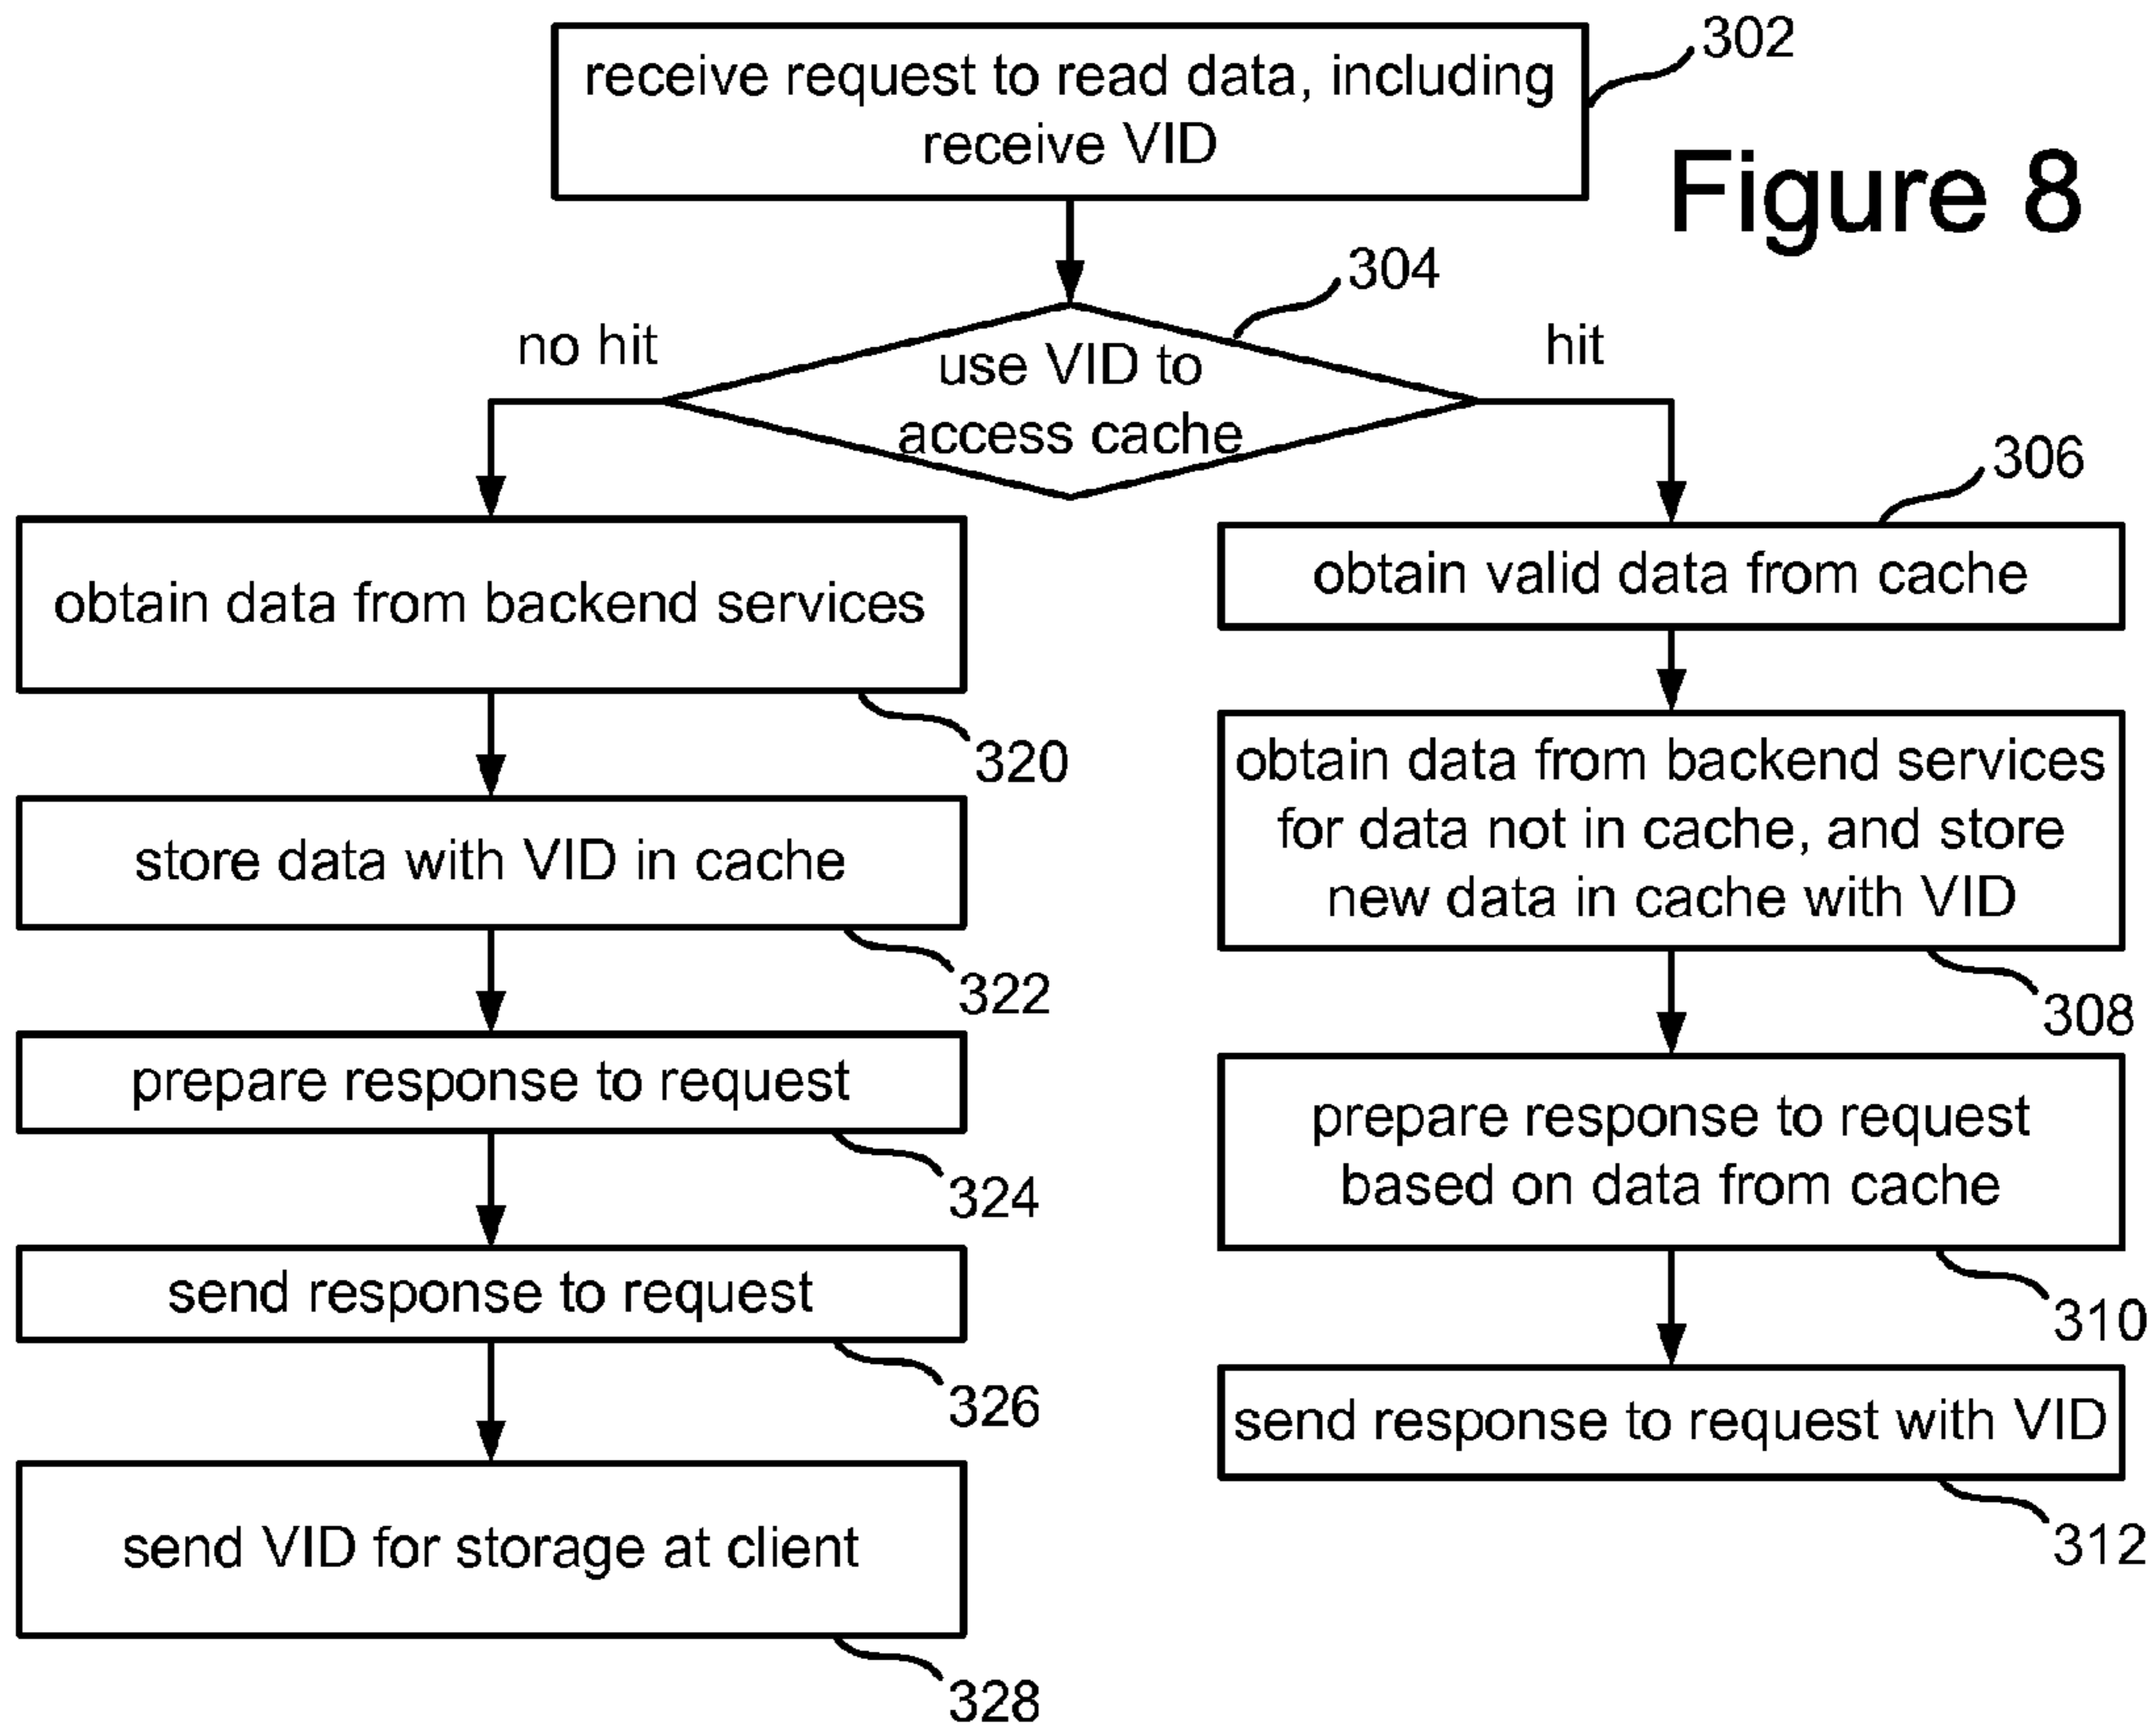 receive request to read data, including
receive VID
302
Figure 8
304
no hit
hit
use VID to
access cache
306
obtain data from backend services
320
obtain valid data from cache
store data with VID in cache
322
obtain data from backend services
for data not in cache, and store
new data in cache with VID
308
prepare response to request
324
prepare response to request
based on data from cache
310
send response to request
326
send response to request with VID
312
send VID for storage at client
328